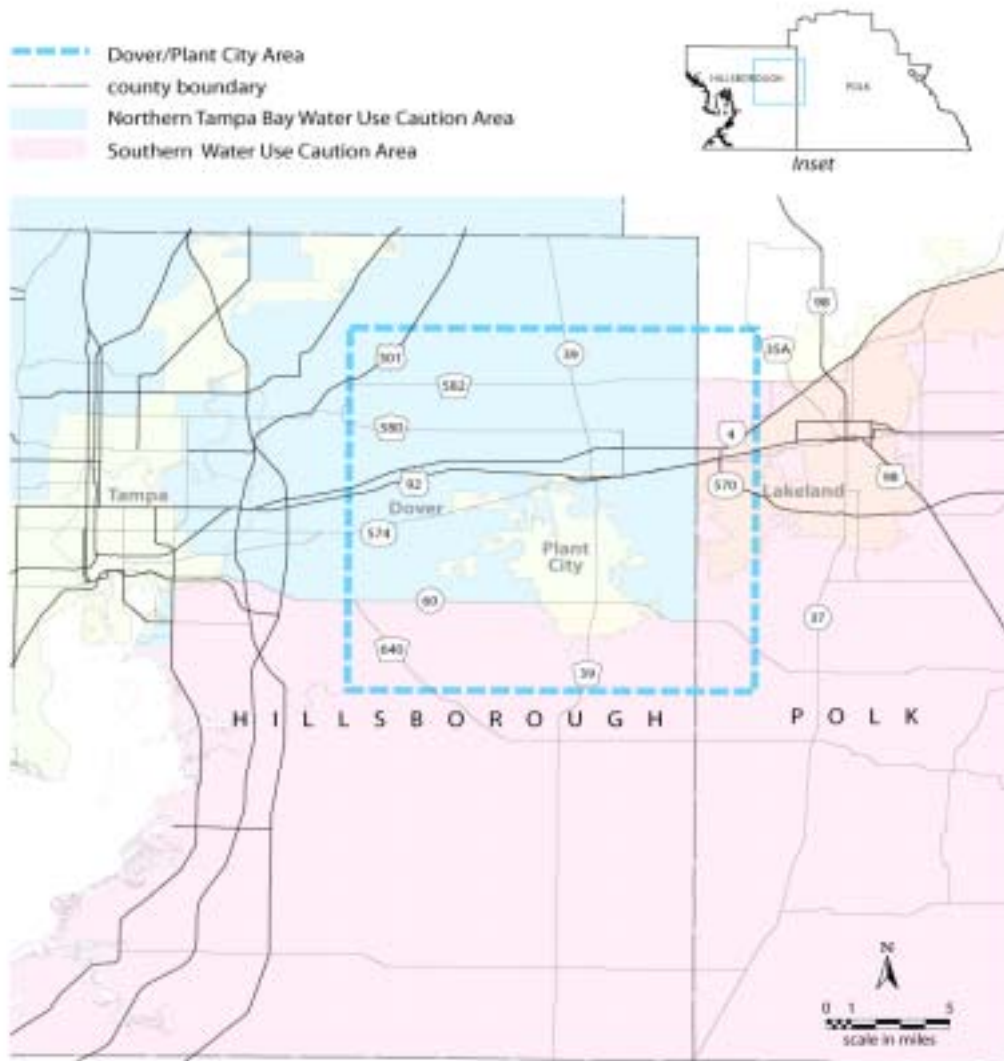 Dover/Plant City Area
county boundary
Northern Tampa Bay Water Use Caution Area
Southern Water Use Caution Area
HILLSBOROUGH
POLK
Inset
98
301
39
35A
582
580
4
92
570
Lakeland
98
Tampa
Dover
574
Plant
City
60
37
640
39
HILLSBOROUGH
POLK
N
0 1 5
scale in miles